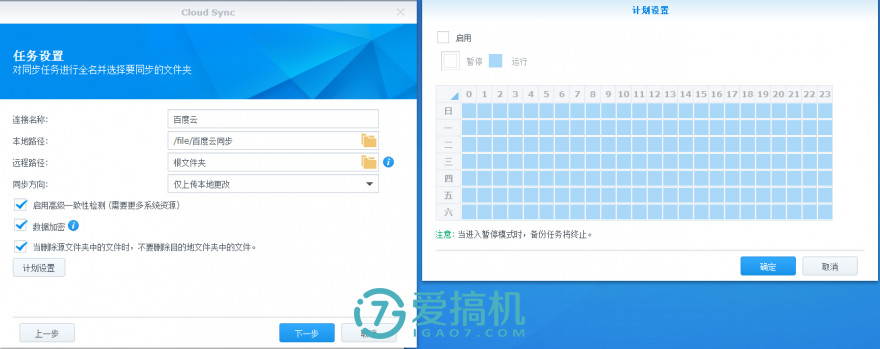 Cloud Sync
任务设置
对同步任务进行全名并选择要同步的文件夹
连接名称:
百度云
本地路径:
/file/百度云同步
远程路径:
根文件夹
同步方向:
仅上传本地更改
启用高级一致性检测 (需要更多系统资源)
数据加密
当删除源文件夹中的文件时，不要删除目的地文件夹中的文件。
计划设置
上一步
下一步
取消
计划设置
启用
暂停 运行
0 1 2 3 4 5 6 7 8 9 10 11 12 13 14 15 16 17 18 19 20 21 22 23
日
一
二
三
四
五
六
注意: 当进入暂停模式时，备份任务将终止。
确定
取消
爱搞机
IGAO7.COM